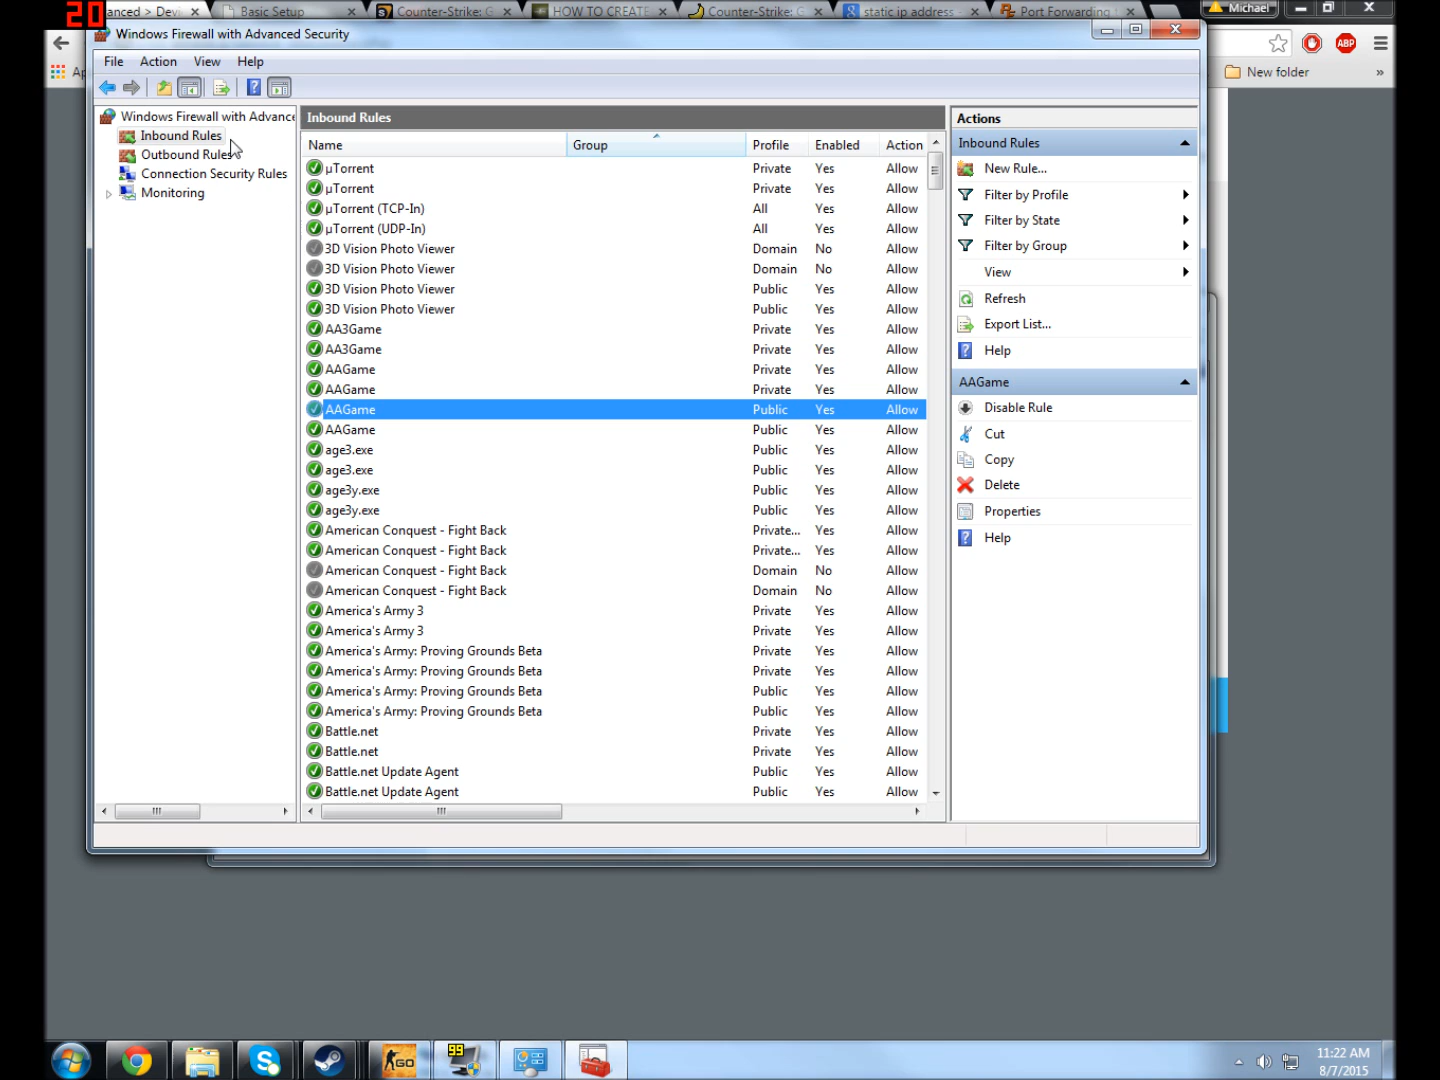 20
anced > Devi
Basic Setup
Counter-Strike: G
HOW TO CREATE
Counter-Strike: G
static ip address -
Port Forwarding
Michael
Windows Firewall with Advanced Security
File Action View Help
ABP
Ap
New folder
»
Windows Firewall with Advance
Inbound Rules
Outbound Rules
Connection Security Rules
Monitoring
Inbound Rules
Name Group Profile Enabled Action
µTorrent Private Yes Allow
µTorrent Private Yes Allow
µTorrent (TCP-In) All Yes Allow
µTorrent (UDP-In) All Yes Allow
3D Vision Photo Viewer Domain No Allow
3D Vision Photo Viewer Domain No Allow
3D Vision Photo Viewer Public Yes Allow
3D Vision Photo Viewer Public Yes Allow
AA3Game Private Yes Allow
AA3Game Private Yes Allow
AAGame Private Yes Allow
AAGame Private Yes Allow
AAGame Public Yes Allow
AAGame Public Yes Allow
age3.exe Public Yes Allow
age3.exe Public Yes Allow
age3y.exe Public Yes Allow
age3y.exe Public Yes Allow
American Conquest - Fight Back Private... Yes Allow
American Conquest - Fight Back Private... Yes Allow
American Conquest - Fight Back Domain No Allow
American Conquest - Fight Back Domain No Allow
America's Army 3 Private Yes Allow
America's Army 3 Private Yes Allow
America's Army: Proving Grounds Beta Private Yes Allow
America's Army: Proving Grounds Beta Private Yes Allow
America's Army: Proving Grounds Beta Public Yes Allow
America's Army: Proving Grounds Beta Public Yes Allow
Battle.net Private Yes Allow
Battle.net Private Yes Allow
Battle.net Update Agent Public Yes Allow
Battle.net Update Agent Public Yes Allow
Actions
Inbound Rules
New Rule...
Filter by Profile
Filter by State
Filter by Group
View
Refresh
Export List...
Help
AAGame
Disable Rule
Cut
Copy
Delete
Properties
Help
GO
99
11:22 AM
8/7/2015